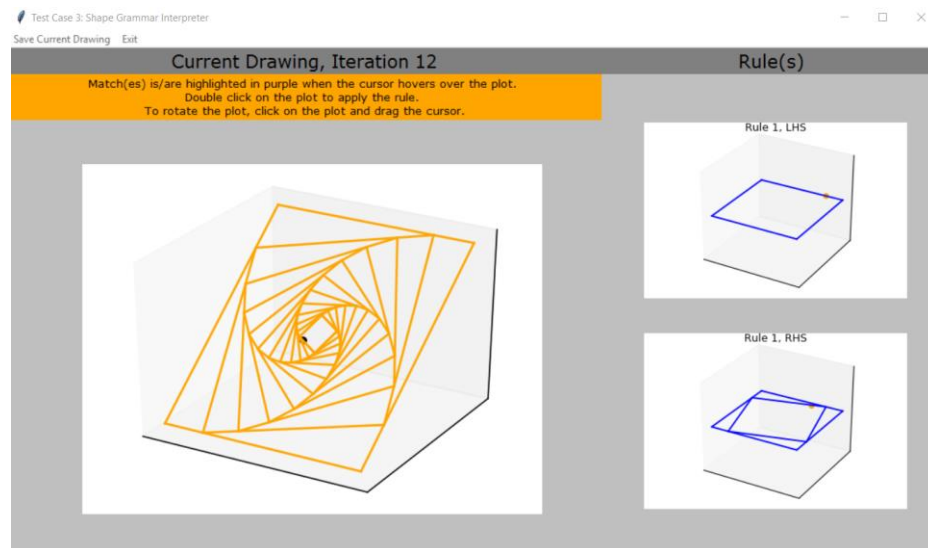 Test Case 3: Shape Grammar Interpreter
Save Current Drawing Exit
Current Drawing, Iteration 12
Rule(s)
Match(es) is/are highlighted in purple when the cursor hovers over the plot.
Double click on the plot to apply the rule.
To rotate the plot, click on the plot and drag the cursor.
Rule 1, LHS
Rule 1, RHS